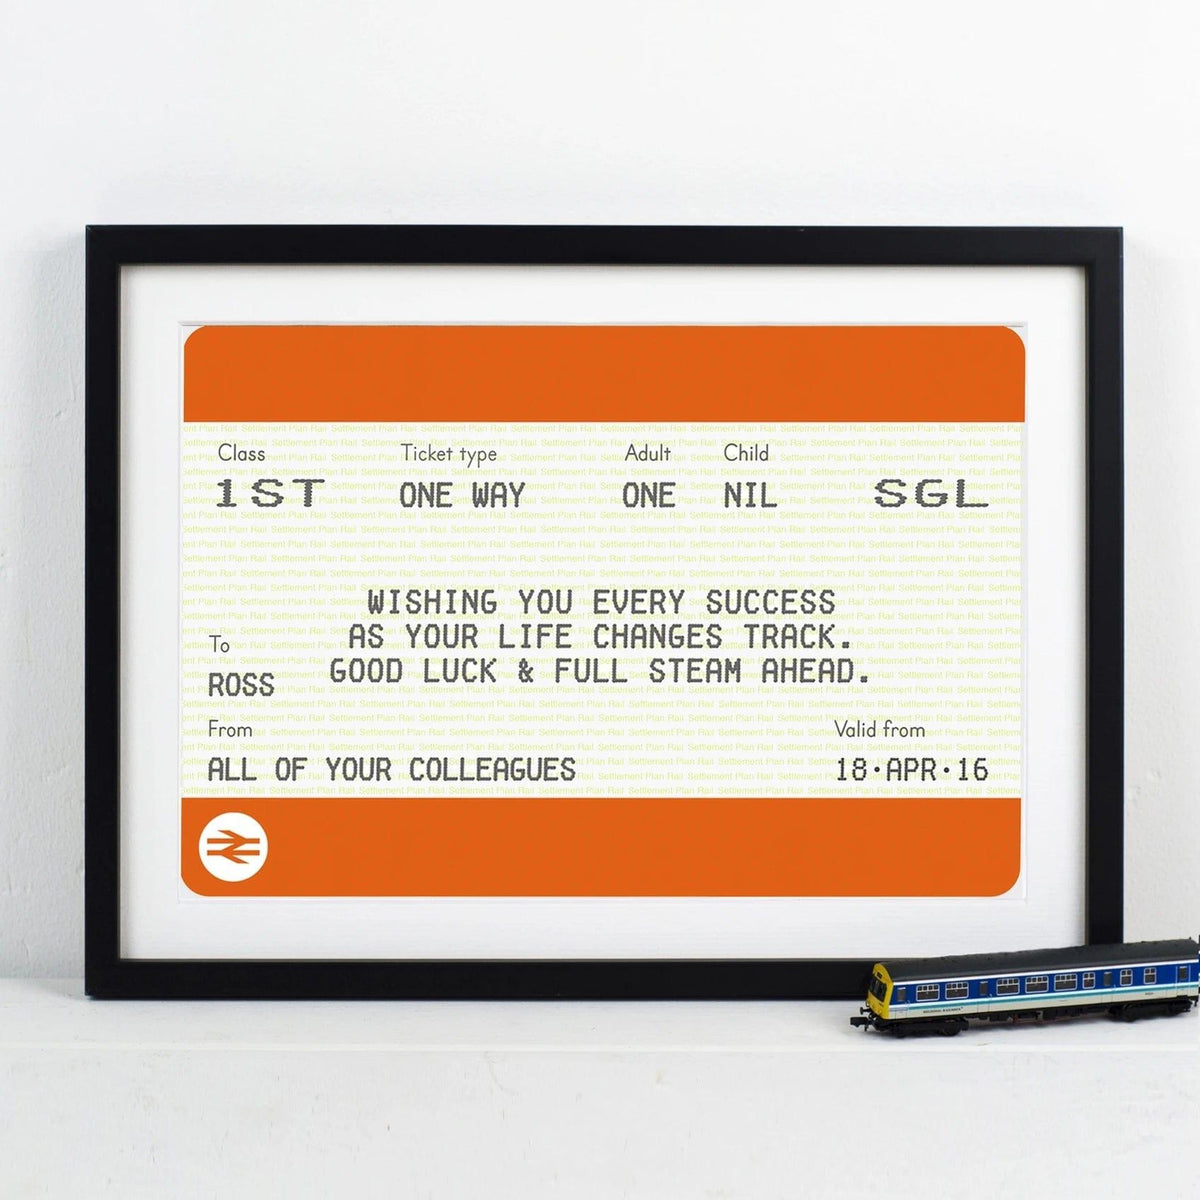 Class Ticket type Adult Child
1ST ONE WAY ONE NIL SGL
WISHING YOU EVERY SUCCESS
AS YOUR LIFE CHANGES TRACK.
GOOD LUCK & FULL STEAM AHEAD.
To
ROSS
From Valid from
ALL OF YOUR COLLEAGUES 18·APR·16